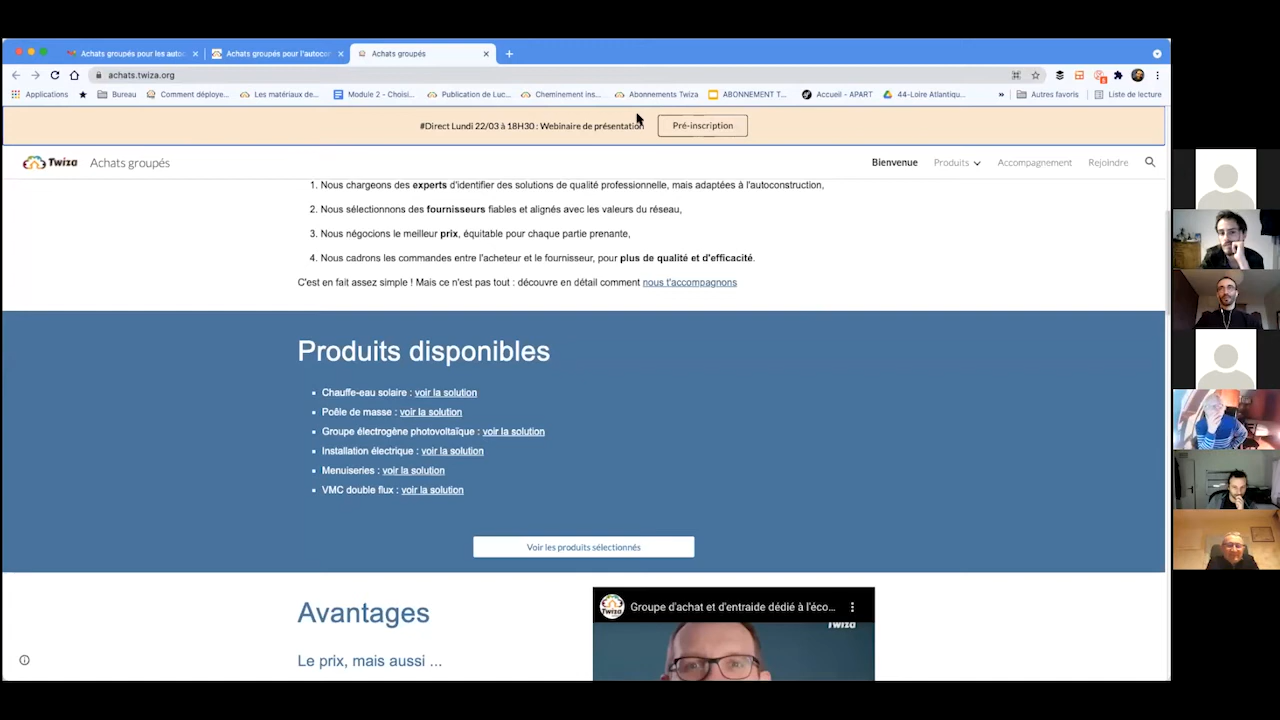 Achats groupés pour les autoc
Achats groupés pour l'autocor
Achats groupés
achats.twiza.org
Applications
Bureau
Comment déploye...
Les matériaux de...
Module 2 - Choisi...
Publication de Luc...
Cheminement ins...
Abonnements Twiza
ABONNEMENT T...
Accueil - APART
44-Loire Atlantiqu...
»
Autres favoris
Liste de lecture
#Direct Lundi 22/03 à 18H30 : Webinaire de présentation
Pré-inscription
Twiza
Achats groupés
Bienvenue
Produits
Accompagnement
Rejoindre
1. Nous chargeons des experts d'identifier des solutions de qualité professionnelle, mais adaptées à l'autoconstruction,
2. Nous sélectionnons des fournisseurs fiables et alignés avec les valeurs du réseau,
3. Nous négocions le meilleur prix, équitable pour chaque partie prenante,
4. Nous cadrons les commandes entre l'acheteur et le fournisseur, pour plus de qualité et d'efficacité.
C'est en fait assez simple ! Mais ce n'est pas tout : découvre en détail comment nous t'accompagnons
Produits disponibles
Chauffe-eau solaire : voir la solution
Poêle de masse : voir la solution
Groupe électrogène photovoltaïque : voir la solution
Installation électrique : voir la solution
Menuiseries : voir la solution
VMC double flux : voir la solution
Voir les produits sélectionnés
Avantages
Le prix, mais aussi ...
Twiza
Groupe d'achat et d'entraide dédié à l'éco...
Twiza